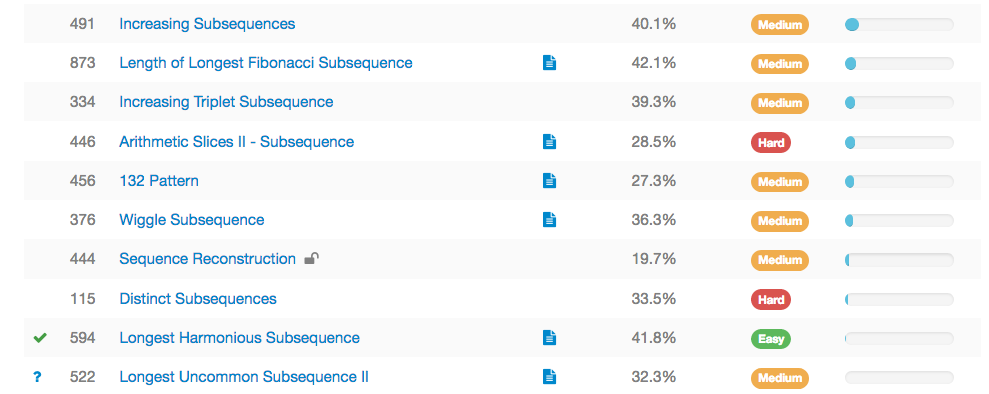 491 Increasing Subsequences 40.1% Medium
873 Length of Longest Fibonacci Subsequence 42.1% Medium
334 Increasing Triplet Subsequence 39.3% Medium
446 Arithmetic Slices II - Subsequence 28.5% Hard
456 132 Pattern 27.3% Medium
376 Wiggle Subsequence 36.3% Medium
444 Sequence Reconstruction 19.7% Medium
115 Distinct Subsequences 33.5% Hard
594 Longest Harmonious Subsequence 41.8% Easy
? 522 Longest Uncommon Subsequence II 32.3% Medium